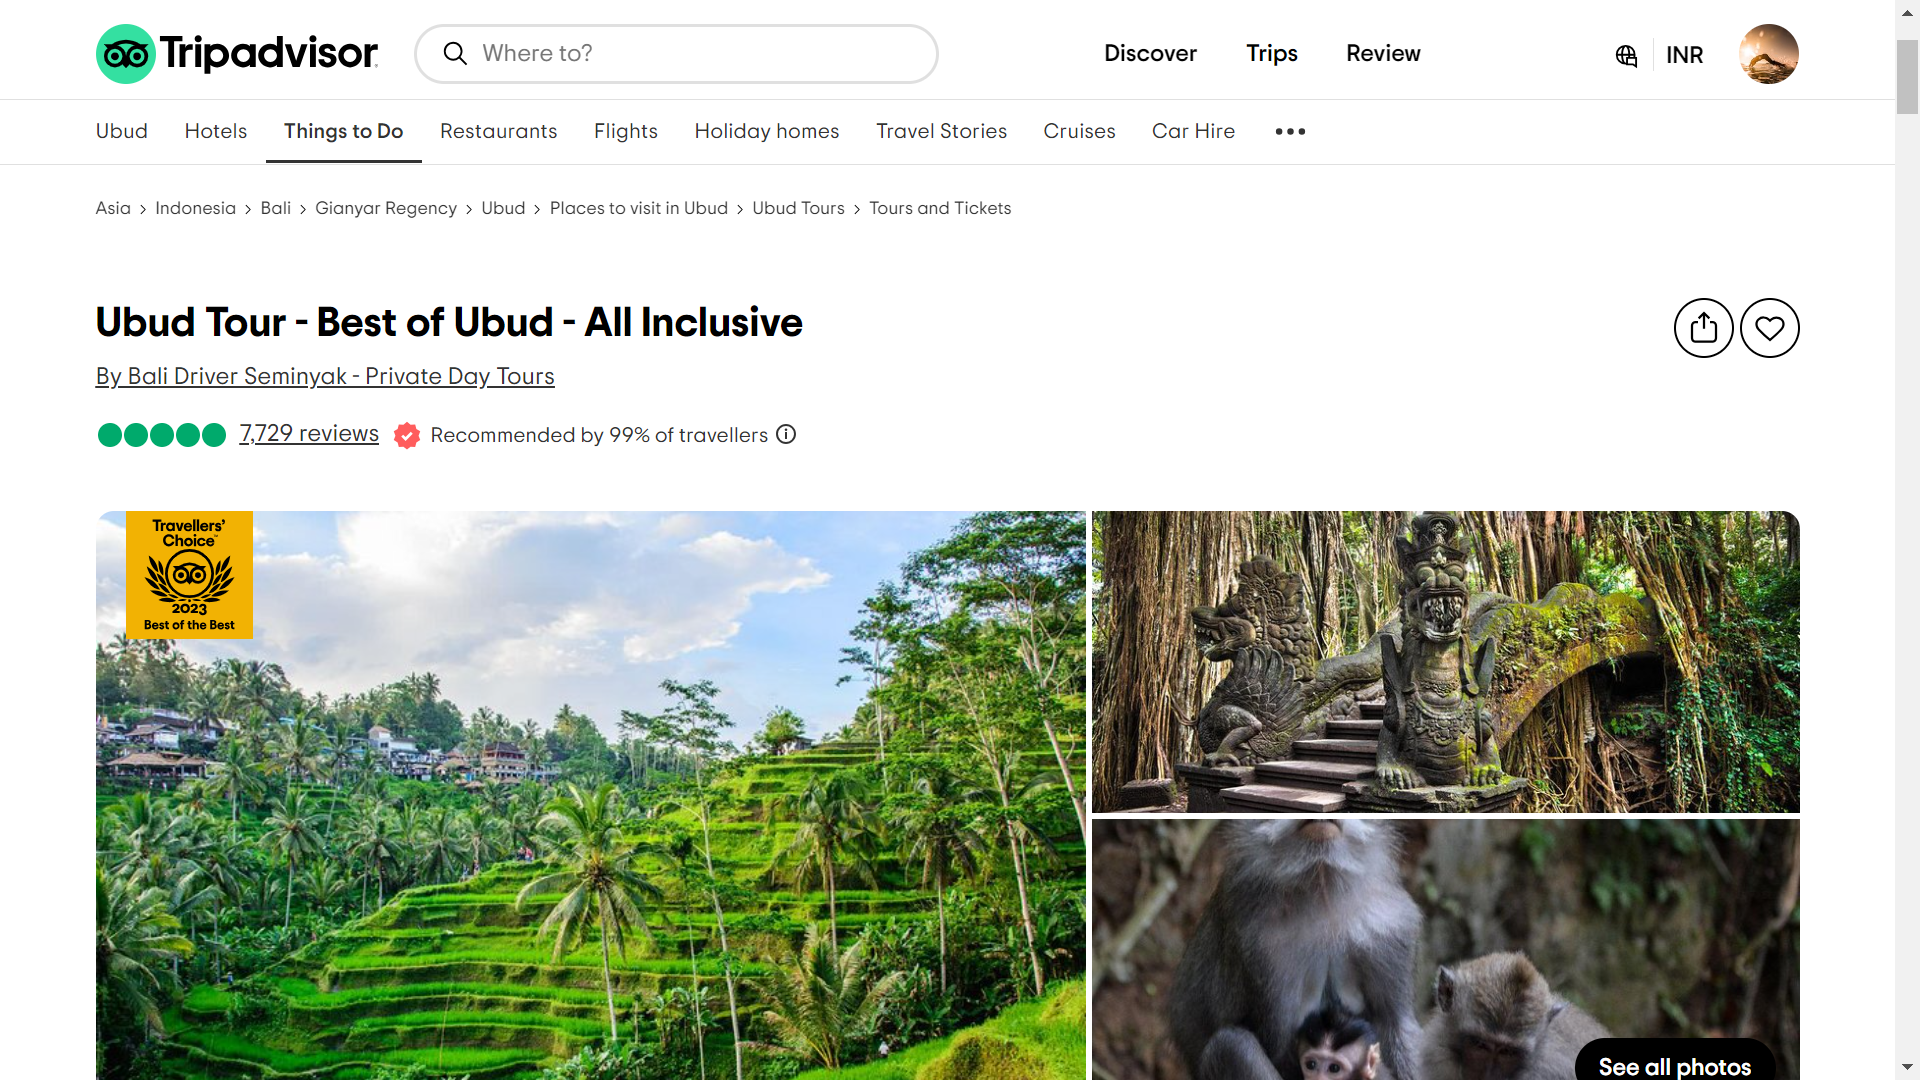 Tripadvisor
Where to?
Discover
Trips
Review
INR
Ubud
Hotels
Things to Do
Restaurants
Flights
Holiday homes
Travel Stories
Cruises
Car Hire
Asia > Indonesia > Bali > Gianyar Regency > Ubud > Places to visit in Ubud > Ubud Tours > Tours and Tickets
Ubud Tour - Best of Ubud - All Inclusive
By Bali Driver Seminyak - Private Day Tours
7,729 reviews Recommended by 99% of travellers
Travellers'
Choice
2023
Best of the Best
See all photos